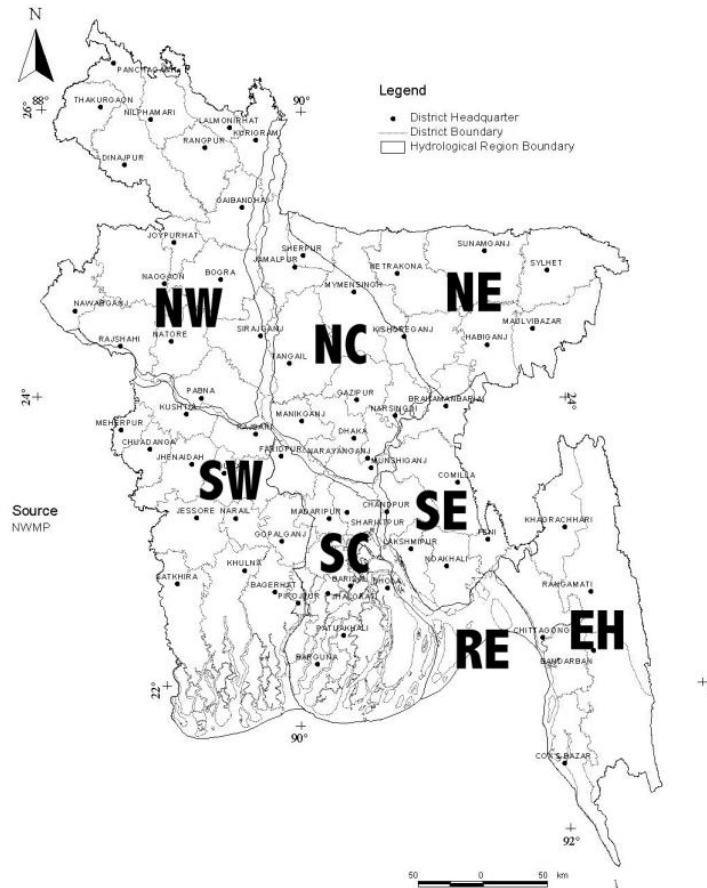 N
PANCHAGARH
26° 88°
90°
THAKURGAON
NILPHAMARI
LALMONIRHAT
KURIGRAM
RANGPUR
DINAJPUR
GAIBANDHA
Legend
District Headquarter
District Boundary
Hydrological Region Boundary
JOYPURHAT
SHERPUR
JAMALPUR
SUNAMGANJ
SYLHET
NETRAKONA
NAOGAON
BOGRA
MYMENSINGH
NW
NE
NAWABGANJ
RAJSHAHI
NATORE
SIRAJGANJ
NC
KISHOREGANJ
HABIGANJ
MAULVIBAZAR
TANGAIL
24°
PABNA
GAZIPUR
24°
KUSHTIA
MANIKGANJ
NARSINGDI
BRAHAMANBARIA
MEHERPUR
RAJBARI
DHAKA
CHUADANGA
JHENAIDAH
FARIDPUR
NARAYANGANJ
MUNSHIGANJ
SW
COMILLA
Source
NWMP
JESSORE
NARAIL
MADARIPUR
CHANDPUR
SE
SHARIATPUR
KHAGRACHHARI
GOPALGANJ
SC
LAKSHMIPUR
FENI
NOAKHALI
KHULNA
SATKHIRA
BAGERHAT
BARISAL
BHOLA
PIROJPUR
JHALOKATI
RANGAMATI
PATUAKHALI
RE
CHITTAGONG
EH
BANDARBAN
BARGUNA
22°
90°
COX'S BAZAR
92°
50 0 50 km